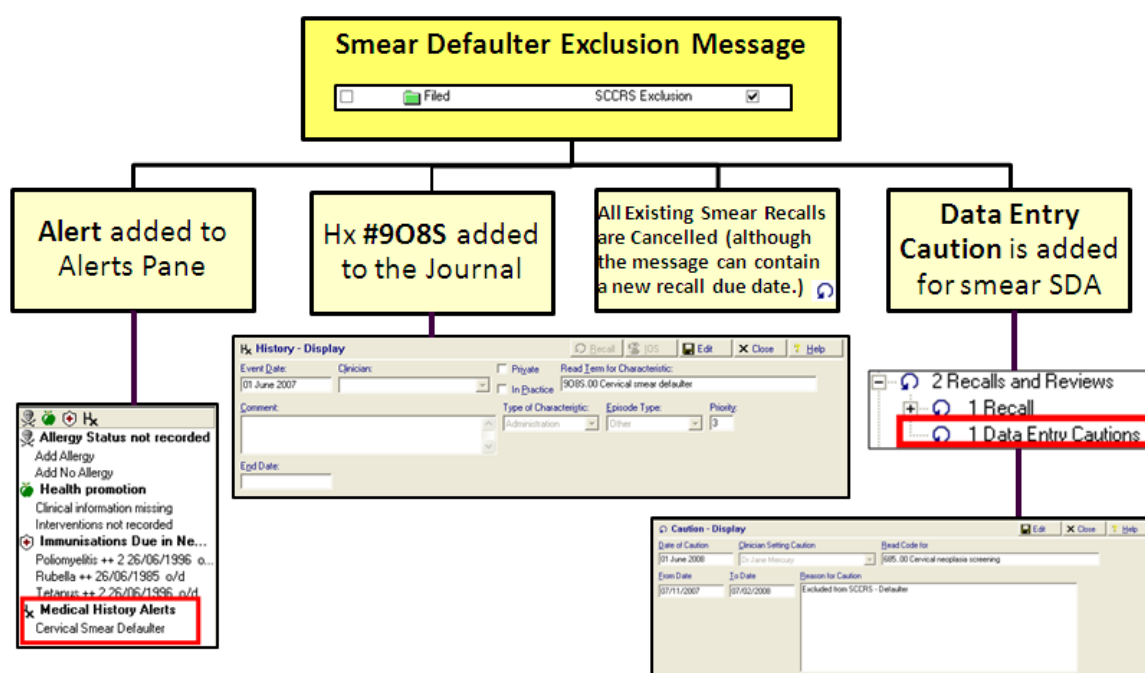 Smear Defaulter Exclusion Message
Filed SCCRS Exclusion
Alert added to
Alerts Pane
Hx #9O8S added
to the Journal
All Existing Smear Recalls
are Cancelled (although
the message can contain
a new recall due date.)
Data Entry
Caution is added
for smear SDA
History - Display
Recall IOS Edit Close Help
Event Date: Clinician: Private Read Term for Characteristic:
01 June 2007 In Practice 9O8S.00 Cervical smear defaulter
Comment: Type of Characteristic: Episode Type: Priority:
Administration Other 3
End Date:
Allergy Status not recorded
Add Allergy
Add No Allergy
Health promotion
Clinical information missing
Interventions not recorded
Immunisations Due in Ne...
Poliomyelitis ++ 2 26/06/1996 o...
Rubella ++ 26/06/1985 o/d
Tetanus ++ 2 26/06/1996 o/d
Medical History Alerts
Cervical Smear Defaulter
2 Recalls and Reviews
1 Recall
1 Data Entry Cautions
Caution - Display
Edit Close Help
Date of Caution Clinician Setting Caution Read Code for
01 June 2008 Dr Jane Mercury 685..00 Cervical neoplasia screening
From Date To Date Reason for Caution
07/11/2007 07/02/2008 Excluded from SCCRS - Defaulter